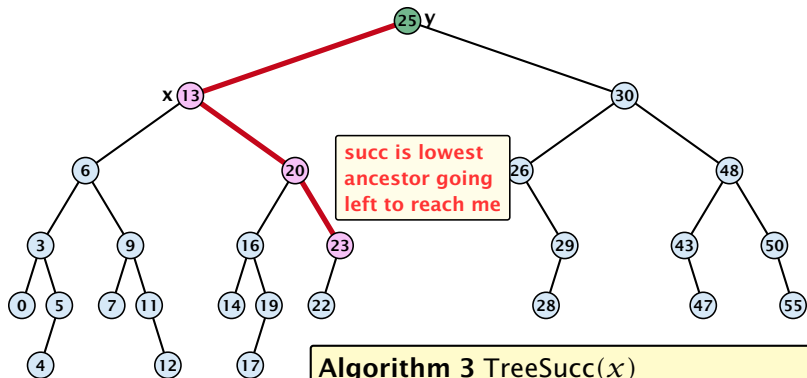 25 y
x 13 30
6 20 26 48
succ is lowest
ancestor going
left to reach me
3 9 16 23 29 43 50
0 5 7 11 14 19 22 28 47 55
4 12 17
Algorithm 3 TreeSucc(x)